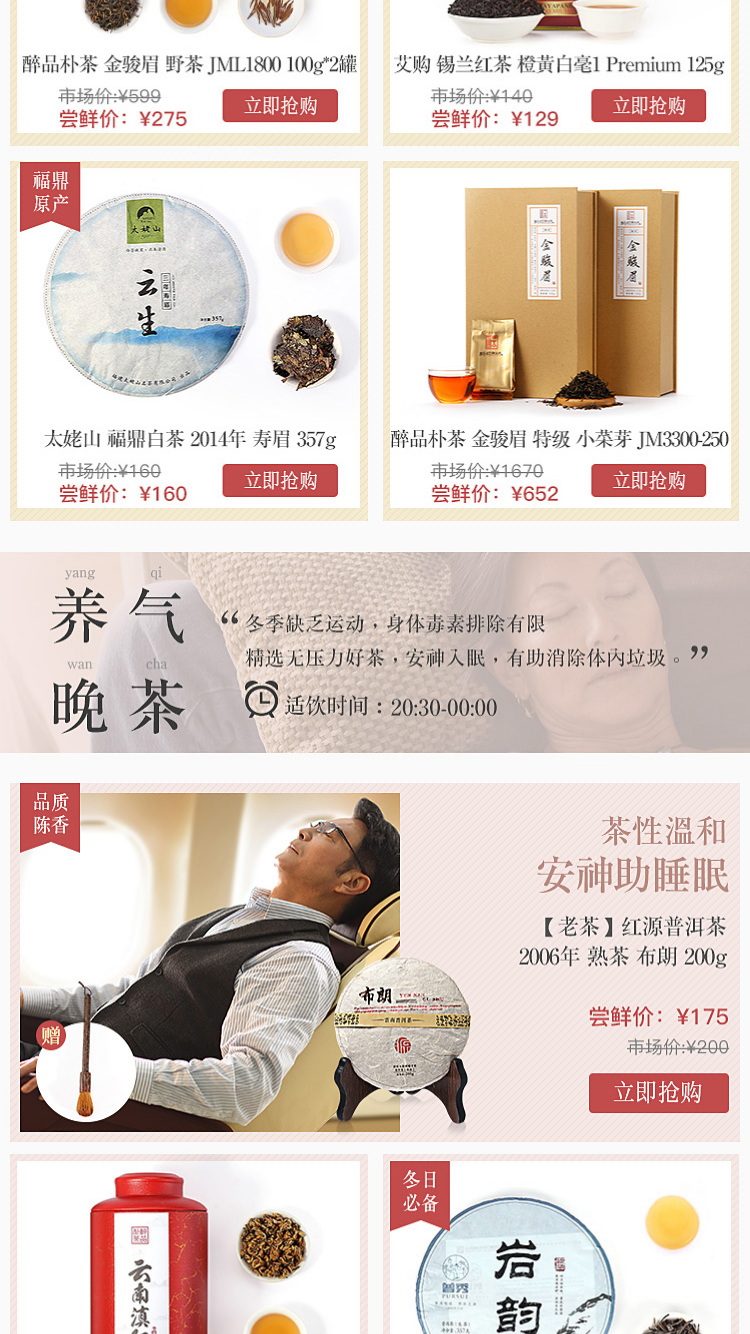 醉品朴茶 金骏眉 野茶 JML1800 100g*2罐
市场价:¥599
尝鲜价：¥275
立即抢购
艾购 锡兰红茶 橙黄白毫1 Premium 125g
市场价:¥140
尝鲜价：¥129
立即抢购
福鼎
原产
太姥山
云生
三年寿眉
357g
太姥山 福鼎白茶 2014年 寿眉 357g
市场价:¥160
尝鲜价：¥160
立即抢购
金骏眉
金骏眉
醉品朴茶 金骏眉 特级 小菜芽 JM3300-250
市场价:¥1670
尝鲜价：¥652
立即抢购
yang qi
养气
wan cha
晚茶
“冬季缺乏运动，身体毒素排除有限
精选无压力好茶，安神入眠，有助消除体内垃圾。”
适饮时间：20:30-00:00
品质
陈香
赠
布朗
茶性溫和
安神助睡眠
【老茶】红源普洱茶
2006年 熟茶 布朗 200g
尝鲜价：¥175
市场价:¥200
立即抢购
云南滇红
冬日
必备
岩韵
普秀
PUXIUE